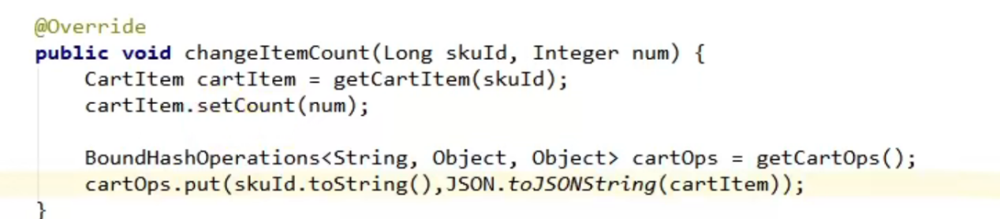 @Override
public void changeItemCount(Long skuId, Integer num) {
    CartItem cartItem = getCartItem(skuId);
    cartItem.setCount(num);

    BoundHashOperations<String, Object, Object> cartOps = getCartOps();
    cartOps.put(skuId.toString(),JSON.toJSONString(cartItem));
}